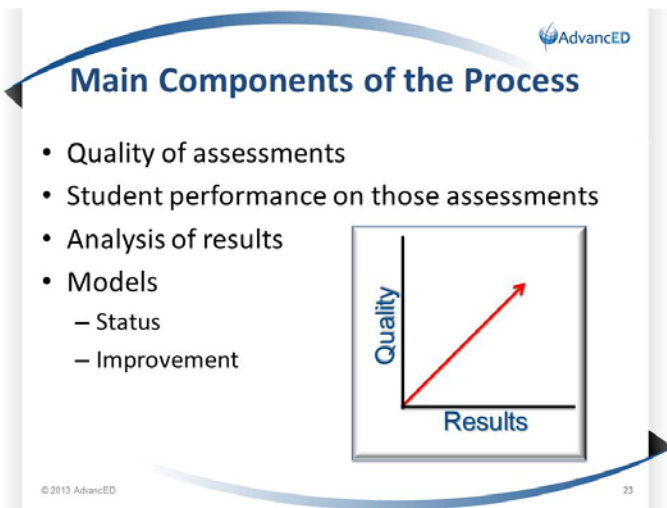 AdvancED
Main Components of the Process
• Quality of assessments
• Student performance on those assessments
• Analysis of results
• Models
– Status
– Improvement
Quality
Results
© 2013 AdvancED
23